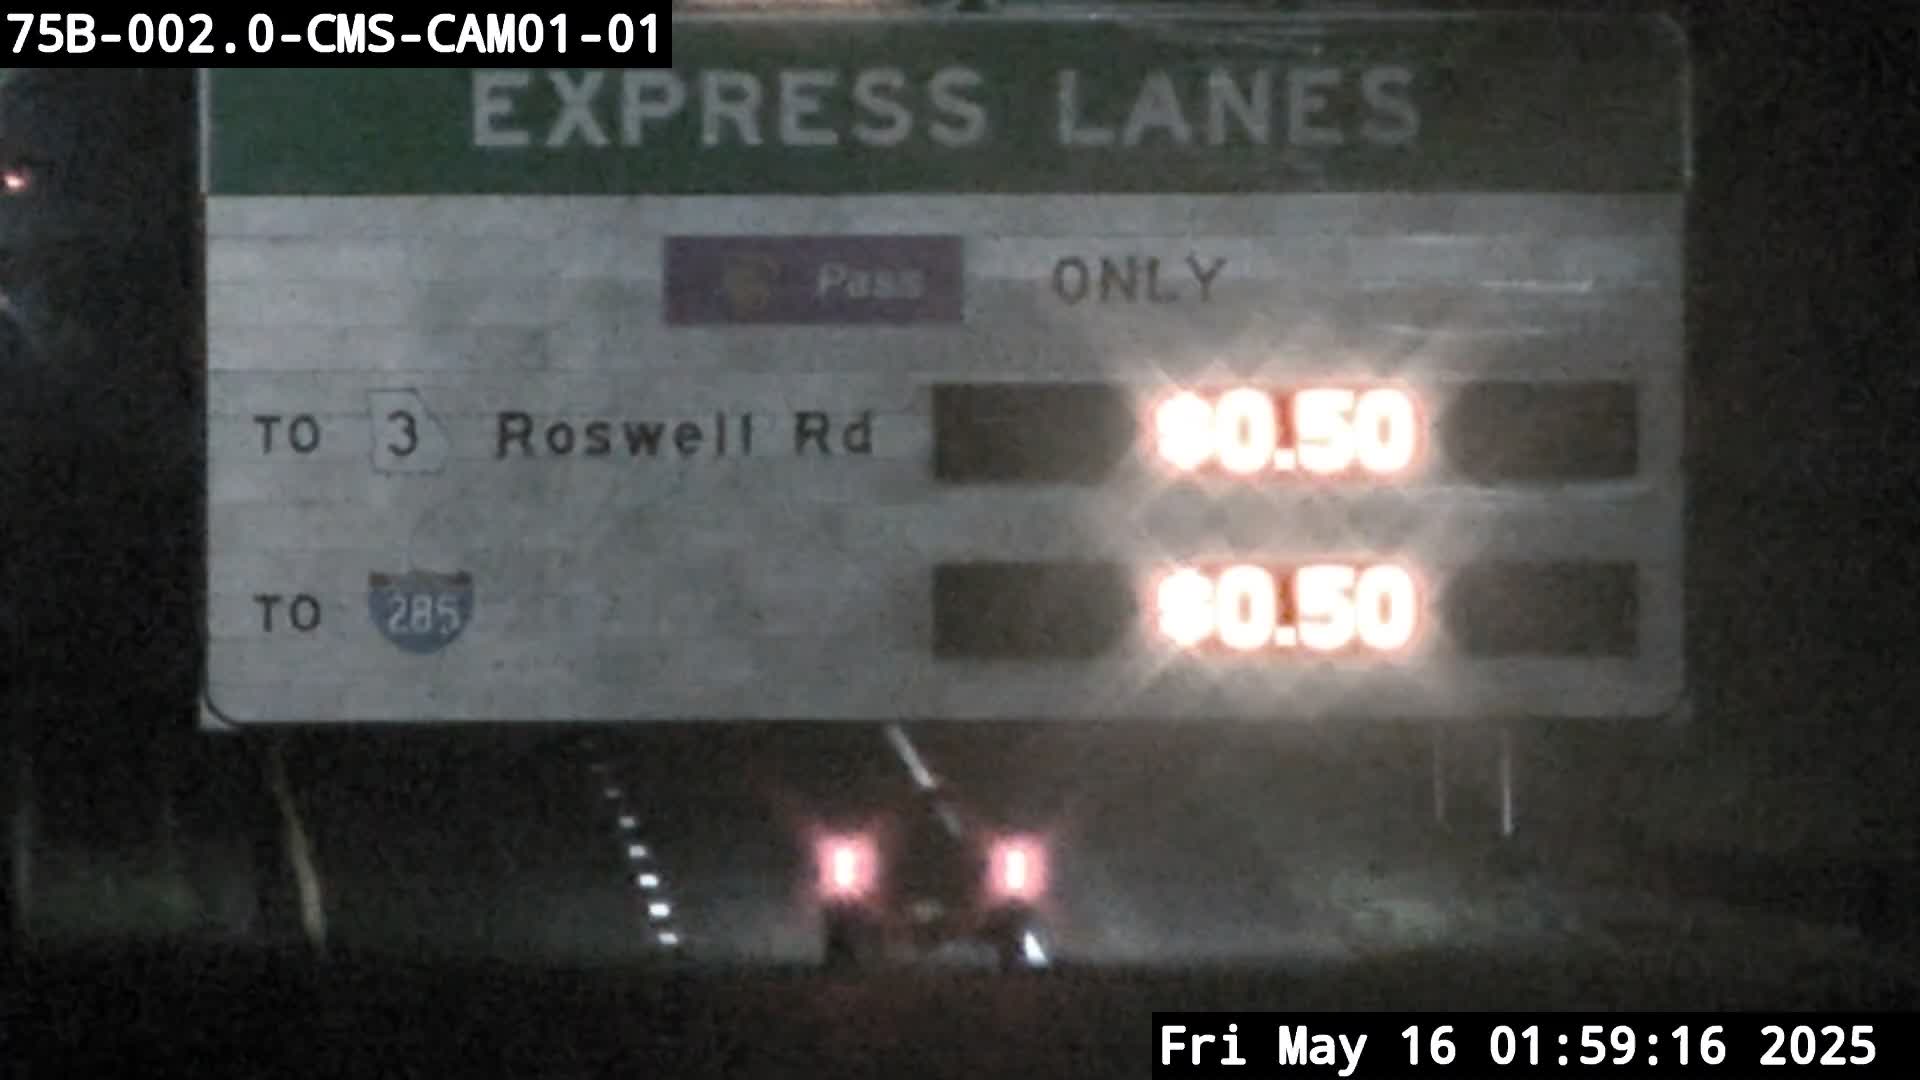 75B-002.0-CMS-CAM01-01
EXPRESS LANES
Pass ONLY
TO 3 Roswell Rd $0.50
TO 285 $0.50
Fri May 16 01:59:16 2025